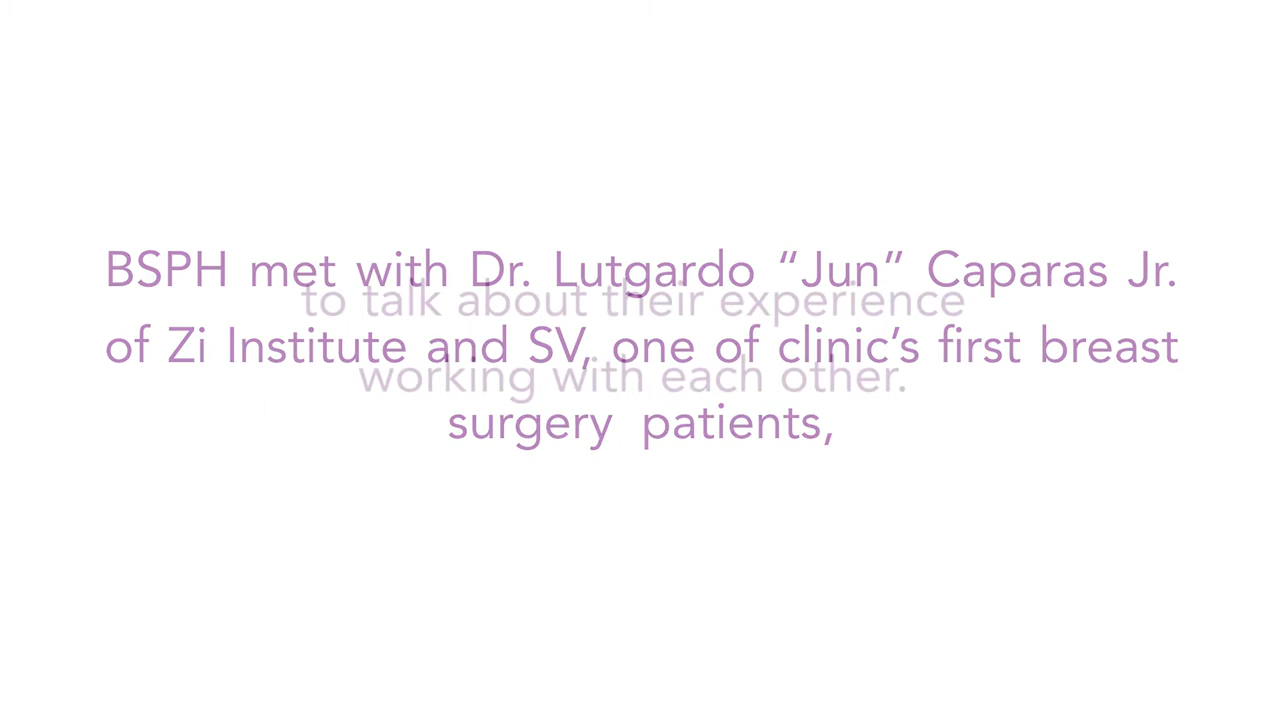 BSPH met with Dr. Lutgardo “Jun” Caparas Jr.
of Zi Institute and SV, one of clinic’s first breast
surgery patients,
to talk about their experience
working with each other.